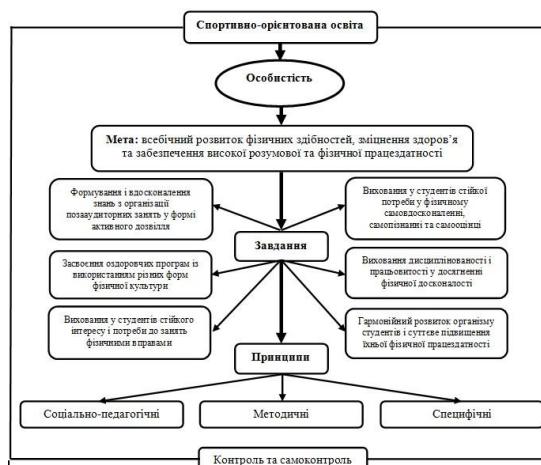 Спортивно-орієнтована освіта
Особистість
Мета: всебічний розвиток фізичних здібностей, зміцнення здоров'я
та забезпечення високої розумової та фізичної працездатності
Формування і вдосконалення
знань з організації
позааудиторних занять у формі
активного дозвілля
Виховання у студентів стійкої
потреби у фізичному
самовдосконаленні,
самопізнанні та самооцінці
Завдання
Засвоєння оздоровчих програм із
використанням різних форм
фізичної культури
Виховання дисциплінованості і
працьовитості у досягненні
фізичної досконалості
Виховання у студентів стійкого
інтересу і потреби до занять
фізичними вправами
Гармонійний розвиток організму
студентів і суттєве підвищення
їхньої фізичної працездатності
Принципи
Соціально-педагогічні
Методичні
Специфічні
Контроль та самоконтроль